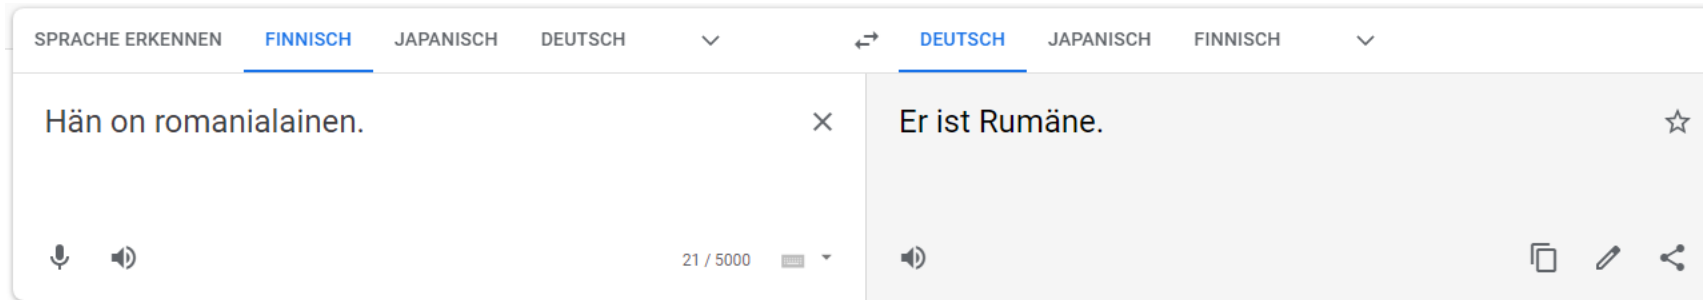 SPRACHE ERKENNEN FINNISCH JAPANISCH DEUTSCH DEUTSCH JAPANISCH FINNISCH
Hän on romanialainen.
Er ist Rumäne.
21 / 5000